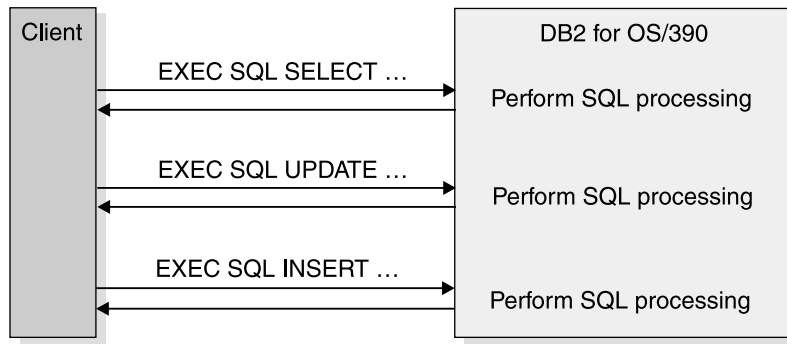 Client
DB2 for OS/390
EXEC SQL SELECT …
Perform SQL processing
EXEC SQL UPDATE …
Perform SQL processing
EXEC SQL INSERT …
Perform SQL processing